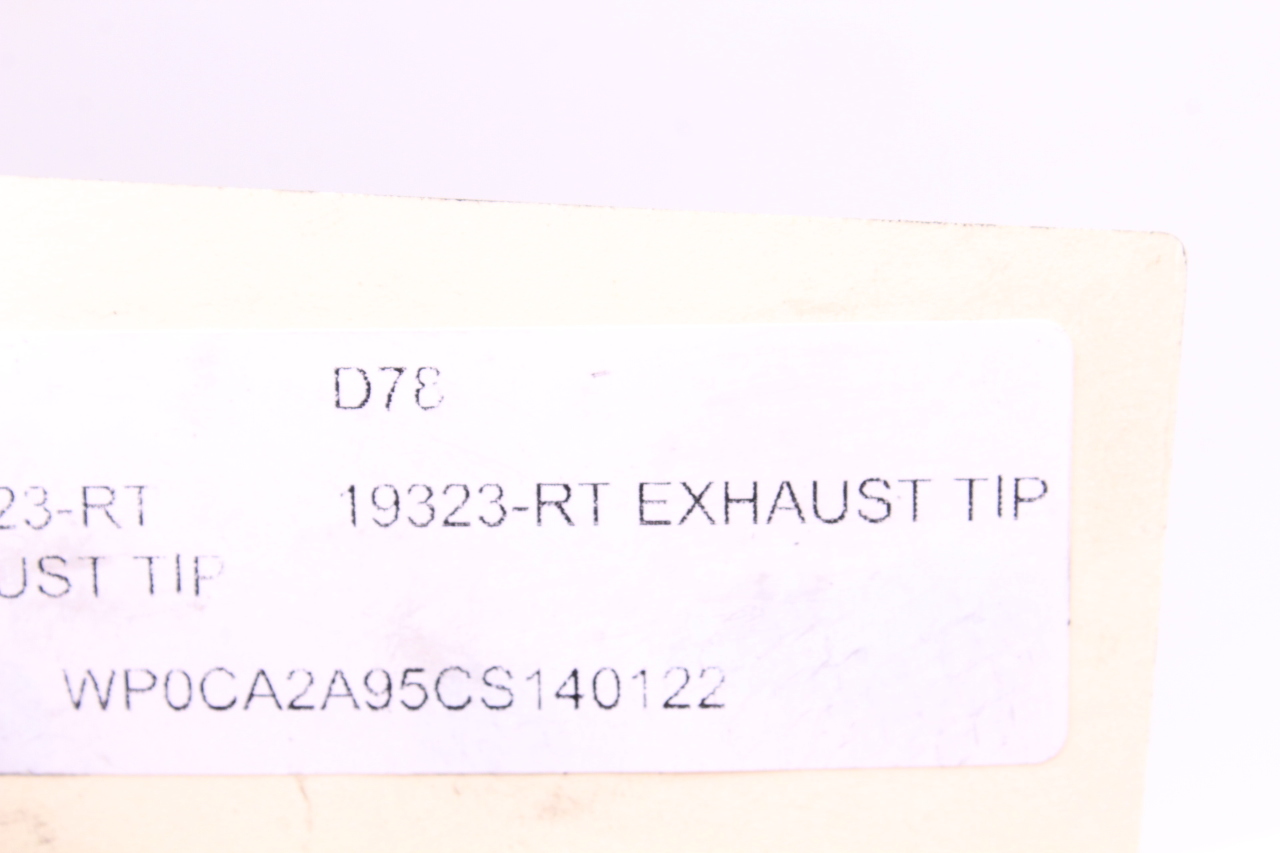 D78
23-RT 19323-RT EXHAUST TIP
UST TIP
WP0CA2A95CS140122